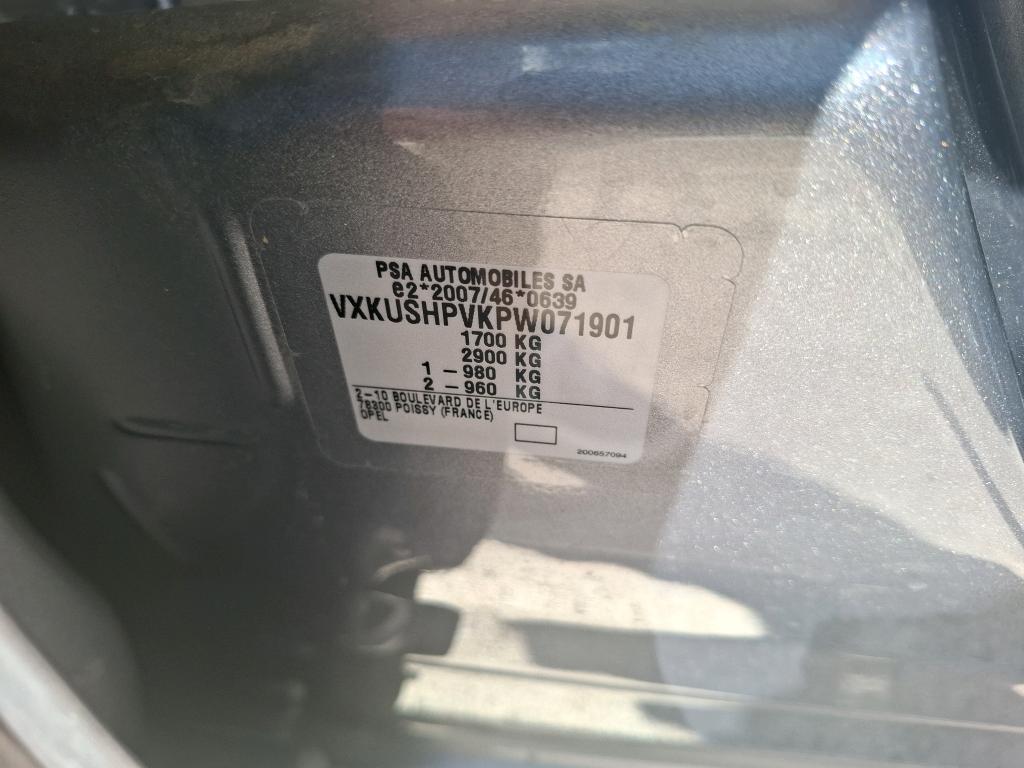 PSA AUTOMOBILES SA
e2*2007/46*0639
VXKUSHPVKPW071901
1700 KG
2900 KG
1 - 980 KG
2 - 960 KG
2-10 BOULEVARD DE L'EUROPE
78300 POISSY (FRANCE)
OPEL
200657094